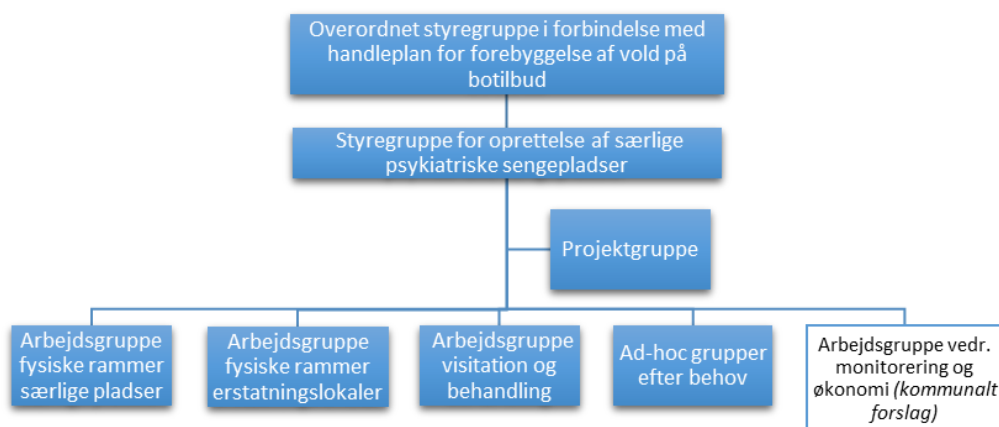 Overordnet styregruppe i forbindelse med
handleplan for forebyggelse af vold på
botilbud
Styregruppe for oprettelse af særlige
psykiatriske sengepladser
Projektgruppe
Arbejdsgruppe
fysiske rammer
særlige pladser
Arbejdsgruppe
fysiske rammer
erstatningslokaler
Arbejdsgruppe
visitation og
behandling
Ad-hoc grupper
efter behov
Arbejdsgruppe vedr.
monitorering og
økonomi (kommunalt
forslag)